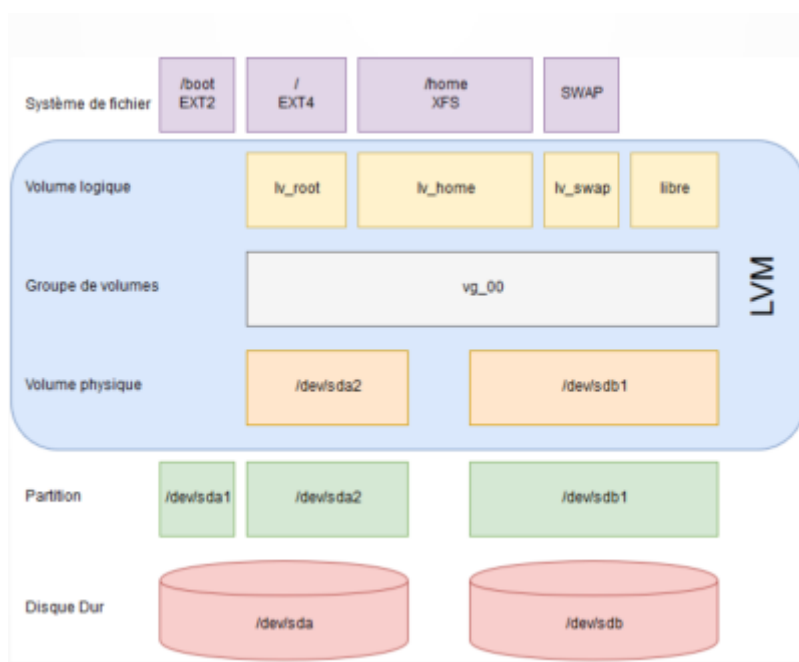 /boot
EXT2
/
EXT4
/home
XFS
SWAP
Système de fichier
Volume logique
lv_root
lv_home
lv_swap
libre
Groupe de volumes
vg_00
LVM
Volume physique
/dev/sda2
/dev/sdb1
Partition
/dev/sda1
/dev/sda2
/dev/sdb1
Disque Dur
/dev/sda
/dev/sdb